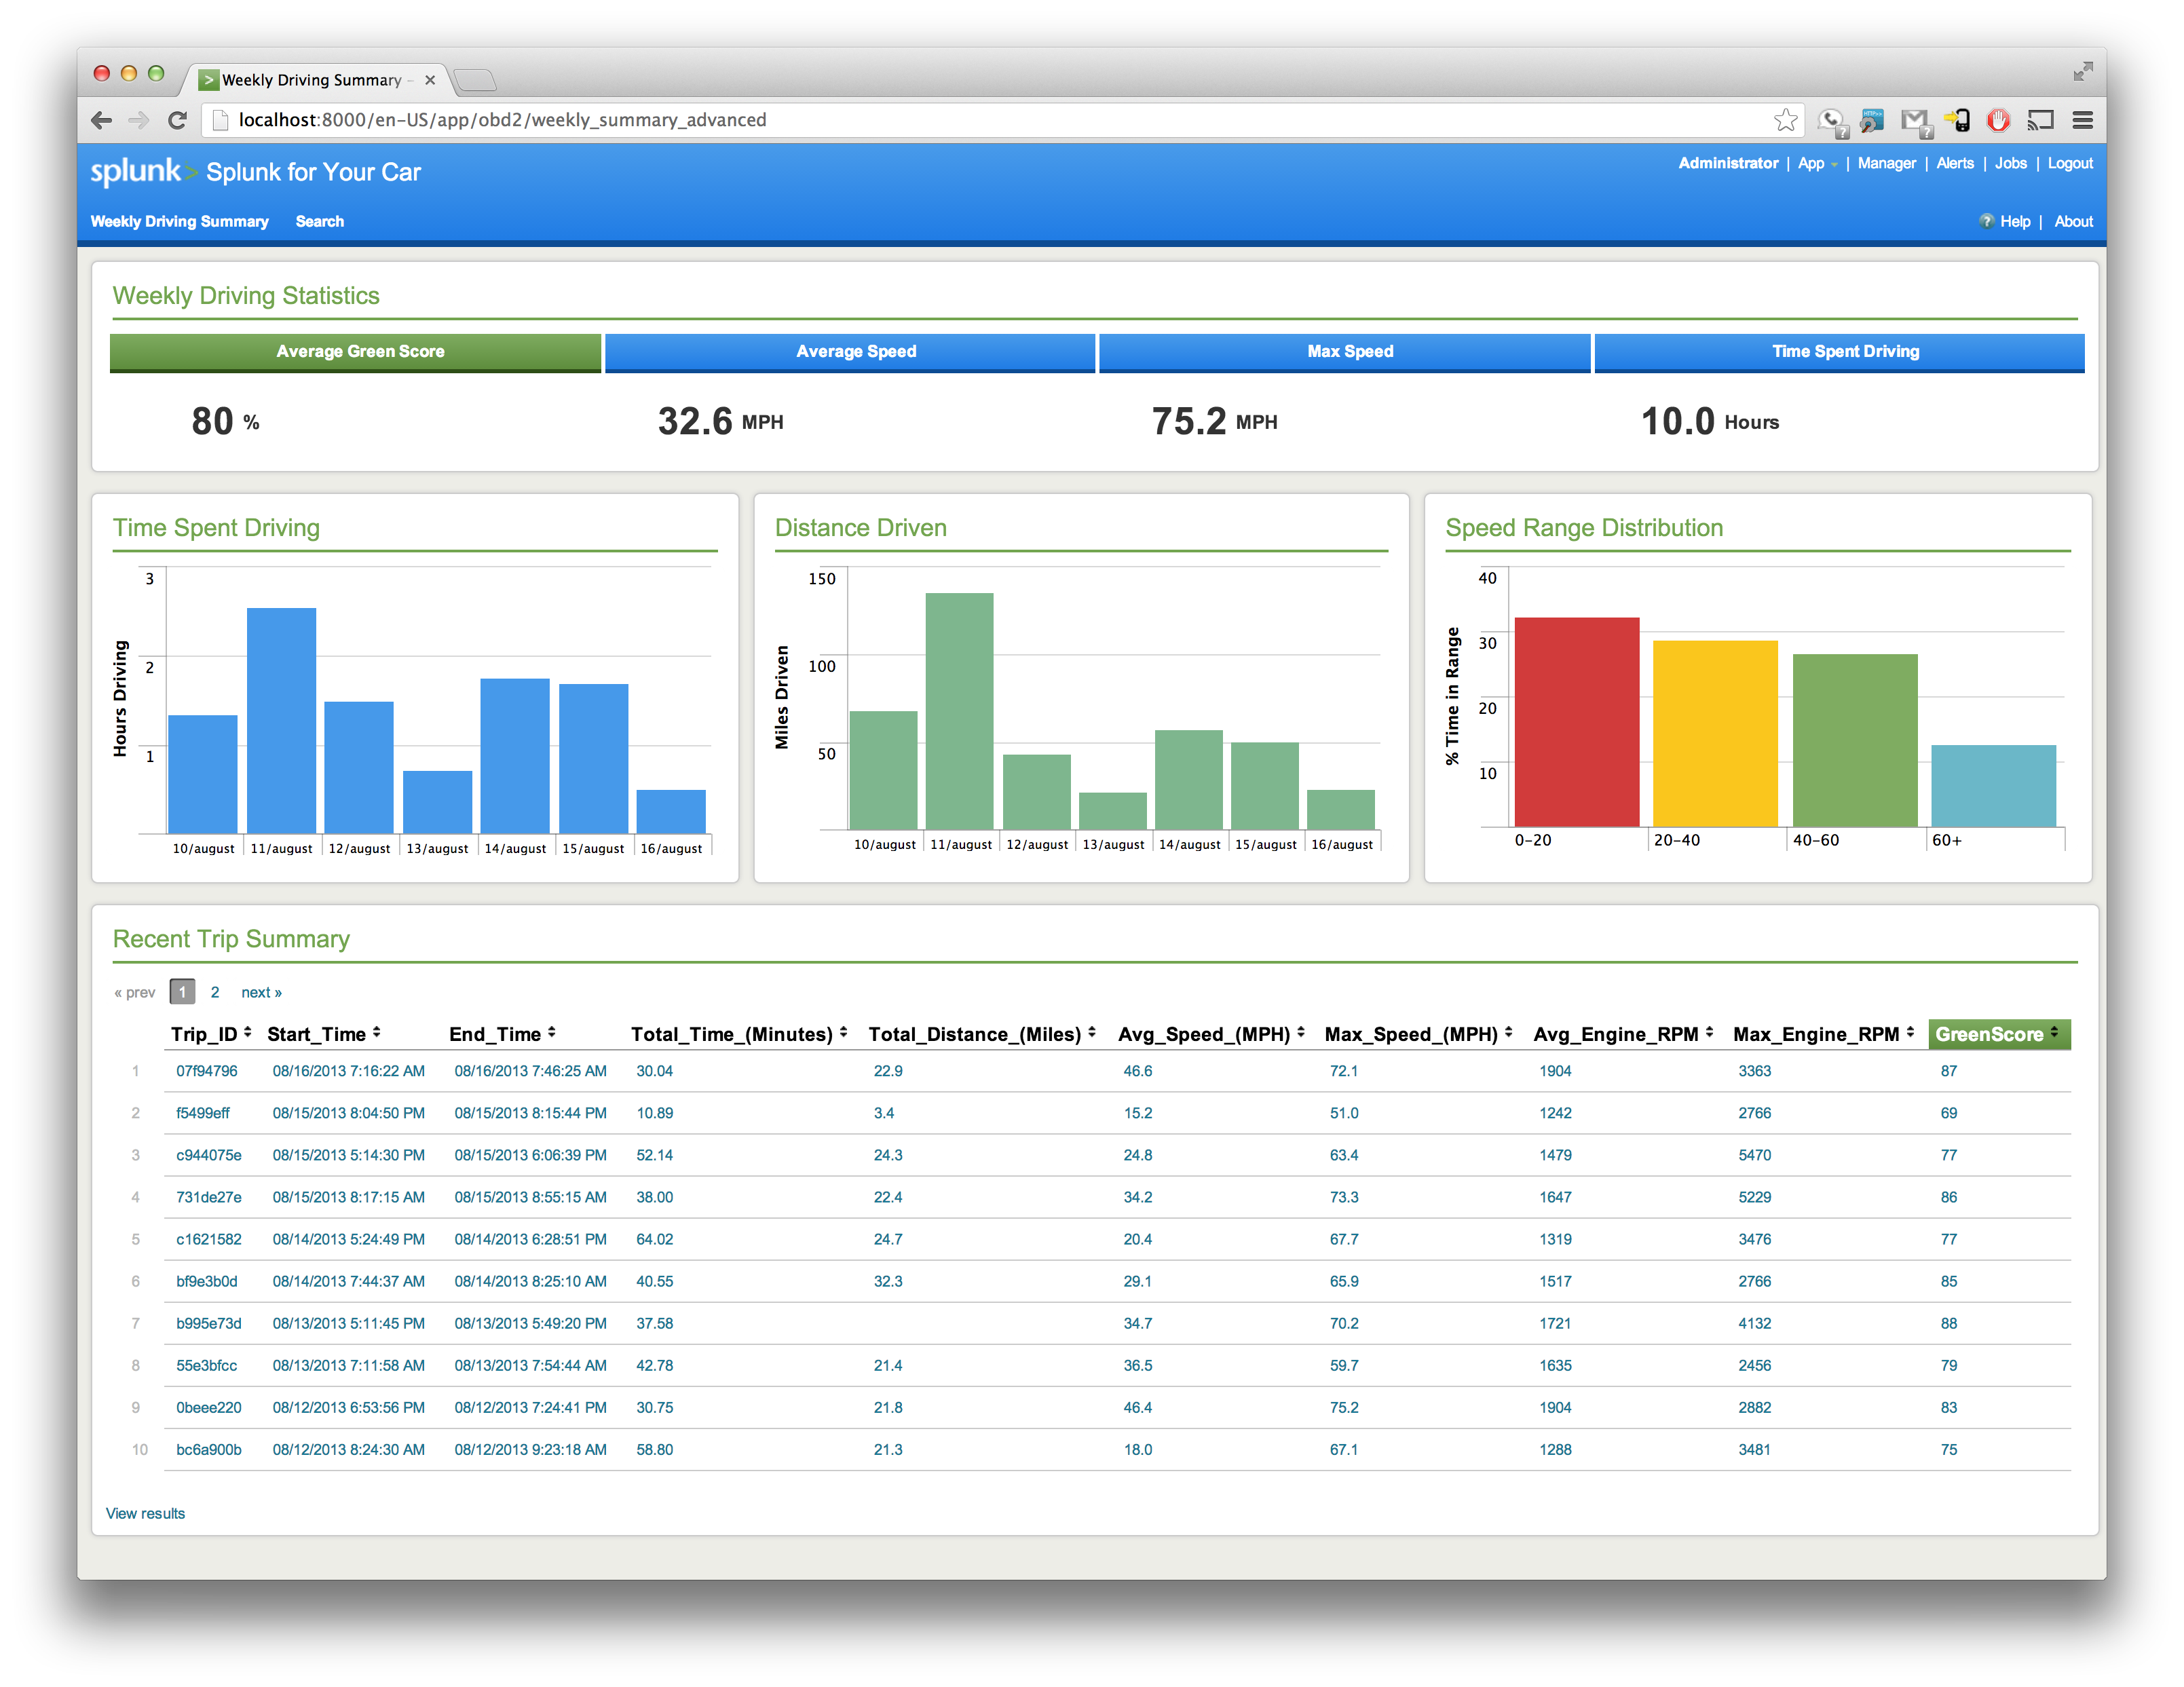 Weekly Driving Summary –
localhost:8000/en-US/app/obd2/weekly_summary_advanced
splunk> Splunk for Your Car
Administrator | App | Manager | Alerts | Jobs | Logout
Weekly Driving Summary Search
? Help | About
Weekly Driving Statistics
Average Green Score Average Speed Max Speed Time Spent Driving
80 % 32.6 MPH 75.2 MPH 10.0 Hours
Time Spent Driving
Hours Driving
3
2
1
10/august 11/august 12/august 13/august 14/august 15/august 16/august
Distance Driven
Miles Driven
150
100
50
10/august 11/august 12/august 13/august 14/august 15/august 16/august
Speed Range Distribution
% Time in Range
40
30
20
10
0-20 20-40 40-60 60+
Recent Trip Summary
« prev 1 2 next »
Trip_ID Start_Time End_Time Total_Time_(Minutes) Total_Distance_(Miles) Avg_Speed_(MPH) Max_Speed_(MPH) Avg_Engine_RPM Max_Engine_RPM GreenScore
1 07f94796 08/16/2013 7:16:22 AM 08/16/2013 7:46:25 AM 30.04 22.9 46.6 72.1 1904 3363 87
2 f5499eff 08/15/2013 8:04:50 PM 08/15/2013 8:15:44 PM 10.89 3.4 15.2 51.0 1242 2766 69
3 c944075e 08/15/2013 5:14:30 PM 08/15/2013 6:06:39 PM 52.14 24.3 24.8 63.4 1479 5470 77
4 731de27e 08/15/2013 8:17:15 AM 08/15/2013 8:55:15 AM 38.00 22.4 34.2 73.3 1647 5229 86
5 c1621582 08/14/2013 5:24:49 PM 08/14/2013 6:28:51 PM 64.02 24.7 20.4 67.7 1319 3476 77
6 bf9e3b0d 08/14/2013 7:44:37 AM 08/14/2013 8:25:10 AM 40.55 32.3 29.1 65.9 1517 2766 85
7 b995e73d 08/13/2013 5:11:45 PM 08/13/2013 5:49:20 PM 37.58 34.7 70.2 1721 4132 88
8 55e3bfcc 08/13/2013 7:11:58 AM 08/13/2013 7:54:44 AM 42.78 21.4 36.5 59.7 1635 2456 79
9 0beee220 08/12/2013 6:53:56 PM 08/12/2013 7:24:41 PM 30.75 21.8 46.4 75.2 1904 2882 83
10 bc6a900b 08/12/2013 8:24:30 AM 08/12/2013 9:23:18 AM 58.80 21.3 18.0 67.1 1288 3481 75
View results